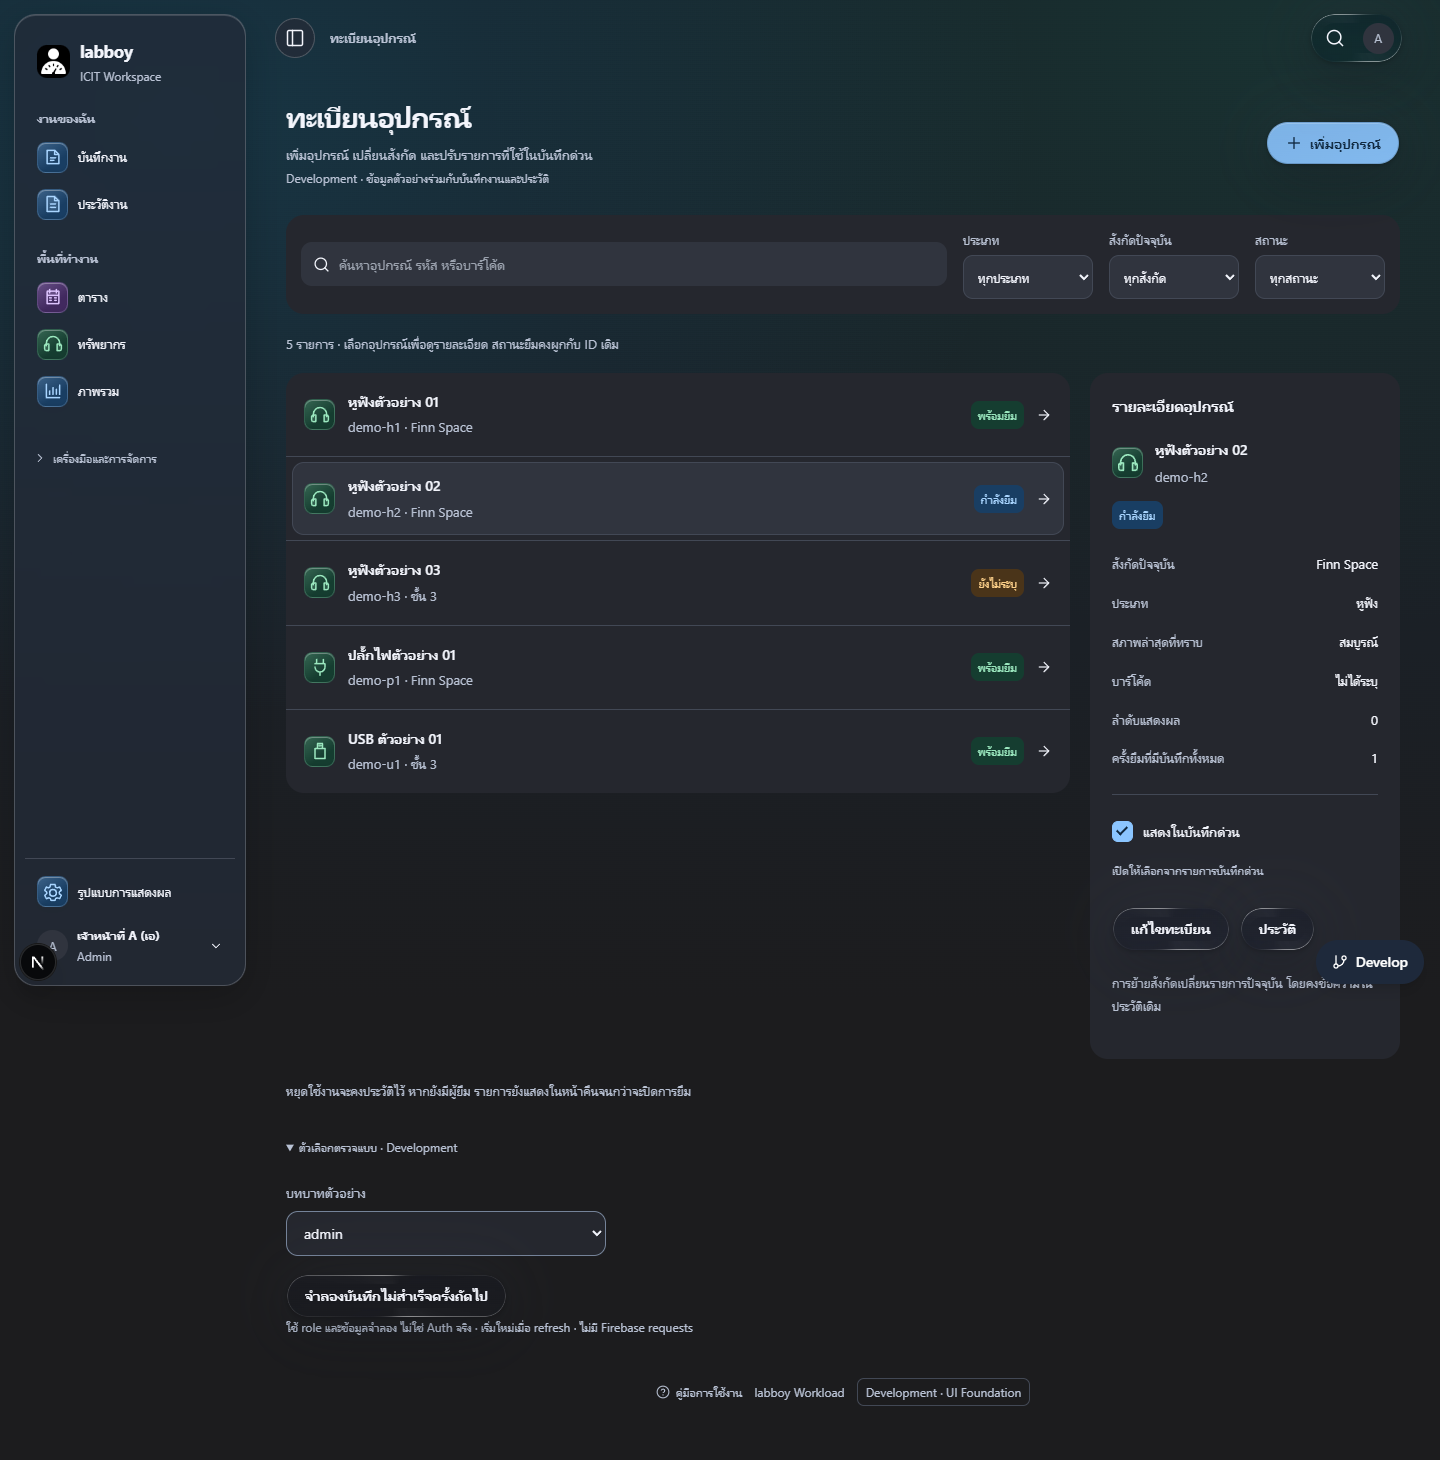 labboy
ICIT Workspace
งานของฉัน
บันทึกงาน
ประวัติงาน
พื้นที่ทำงาน
ตาราง
ทรัพยากร
ภาพรวม
เครื่องมือและการจัดการ
รูปแบบการแสดงผล
A
เจ้าหน้าที่ A (เอ)
Admin
N
ทะเบียนอุปกรณ์
A
ทะเบียนอุปกรณ์
เพิ่มอุปกรณ์ เปลี่ยนสังกัด และปรับรายการที่ใช้ในบันทึกด่วน
Development · ข้อมูลตัวอย่างร่วมกับบันทึกงานและประวัติ
เพิ่มอุปกรณ์
ค้นหาอุปกรณ์ รหัส หรือบาร์โค้ด
ประเภท
ทุกประเภท
สังกัดปัจจุบัน
ทุกสังกัด
สถานะ
ทุกสถานะ
5 รายการ · เลือกอุปกรณ์เพื่อดูรายละเอียด สถานะยืมคงผูกกับ ID เดิม
หูฟังตัวอย่าง 01
demo-h1 · Finn Space
พร้อมยืม
หูฟังตัวอย่าง 02
demo-h2 · Finn Space
กำลังยืม
หูฟังตัวอย่าง 03
demo-h3 · ชั้น 3
ยังไม่ระบุ
ปลั๊กไฟตัวอย่าง 01
demo-p1 · Finn Space
พร้อมยืม
USB ตัวอย่าง 01
demo-u1 · ชั้น 3
พร้อมยืม
รายละเอียดอุปกรณ์
หูฟังตัวอย่าง 02
demo-h2
กำลังยืม
สังกัดปัจจุบัน Finn Space
ประเภท หูฟัง
สภาพล่าสุดที่ทราบ สมบูรณ์
บาร์โค้ด ไม่ได้ระบุ
ลำดับแสดงผล 0
ครั้งยืมที่มีบันทึกทั้งหมด 1
แสดงในบันทึกด่วน
เปิดให้เลือกจากรายการบันทึกด่วน
แก้ไขทะเบียน
ประวัติ
Develop
การย้ายสังกัดเปลี่ยนรายการปัจจุบัน โดยคงข้อความใน
ประวัติเดิม
หยุดใช้งานจะคงประวัติไว้ หากยังมีผู้ยืม รายการยังแสดงในหน้าคืนจนกว่าจะปิดการยืม
ตัวเลือกตรวจแบบ · Development
บทบาทตัวอย่าง
admin
จำลองบันทึกไม่สำเร็จครั้งถัดไป
ใช้ role และข้อมูลจำลอง ไม่ใช่ Auth จริง · เริ่มใหม่เมื่อ refresh · ไม่มี Firebase requests
คู่มือการใช้งาน labboy Workload Development · UI Foundation